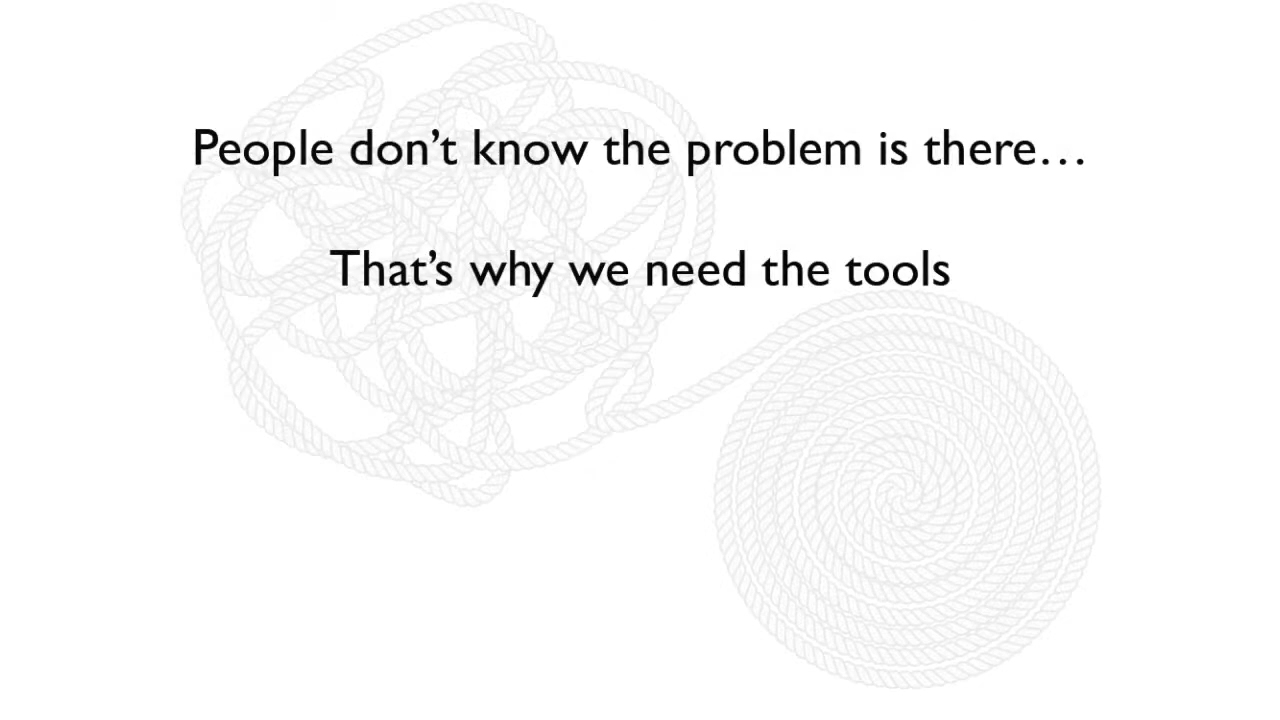 People don’t know the problem is there…
That’s why we need the tools